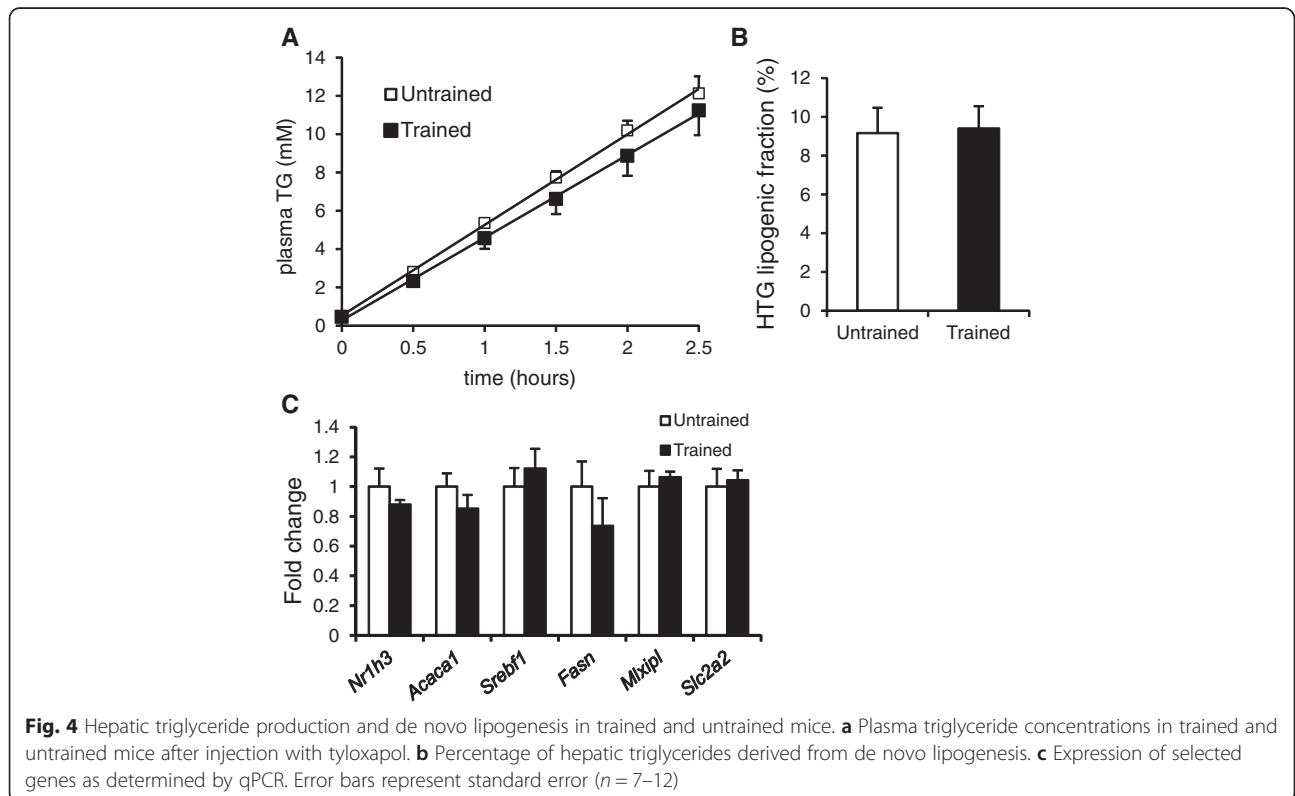 A
14
12
10
8
6
4
2
0
plasma TG (mM)
Untrained
Trained
0 0.5 1 1.5 2 2.5
time (hours)
B
12
10
8
6
4
2
0
HTG lipogenic fraction (%)
Untrained Trained
C
1.4
1.2
1
0.8
0.6
0.4
0.2
0
Fold change
Untrained
Trained
Nr1h3 Acaca1 Srebf1 Fasn Mlxipl Slc2a2
Fig. 4 Hepatic triglyceride production and de novo lipogenesis in trained and untrained mice. a Plasma triglyceride concentrations in trained and
untrained mice after injection with tyloxapol. b Percentage of hepatic triglycerides derived from de novo lipogenesis. c Expression of selected
genes as determined by qPCR. Error bars represent standard error (n = 7–12)